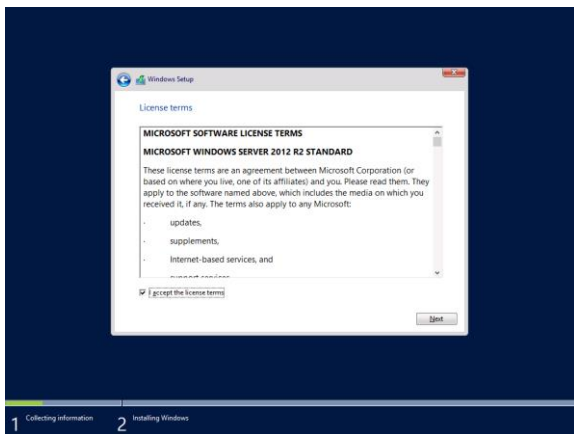 Windows Setup
License terms
MICROSOFT SOFTWARE LICENSE TERMS
MICROSOFT WINDOWS SERVER 2012 R2 STANDARD
These license terms are an agreement between Microsoft Corporation (or
based on where you live, one of its affiliates) and you. Please read them. They
apply to the software named above, which includes the media on which you
received it, if any. The terms also apply to any Microsoft:
· updates,
· supplements,
· Internet-based services, and
· support services
I accept the license terms
Next
1 Collecting information
2 Installing Windows